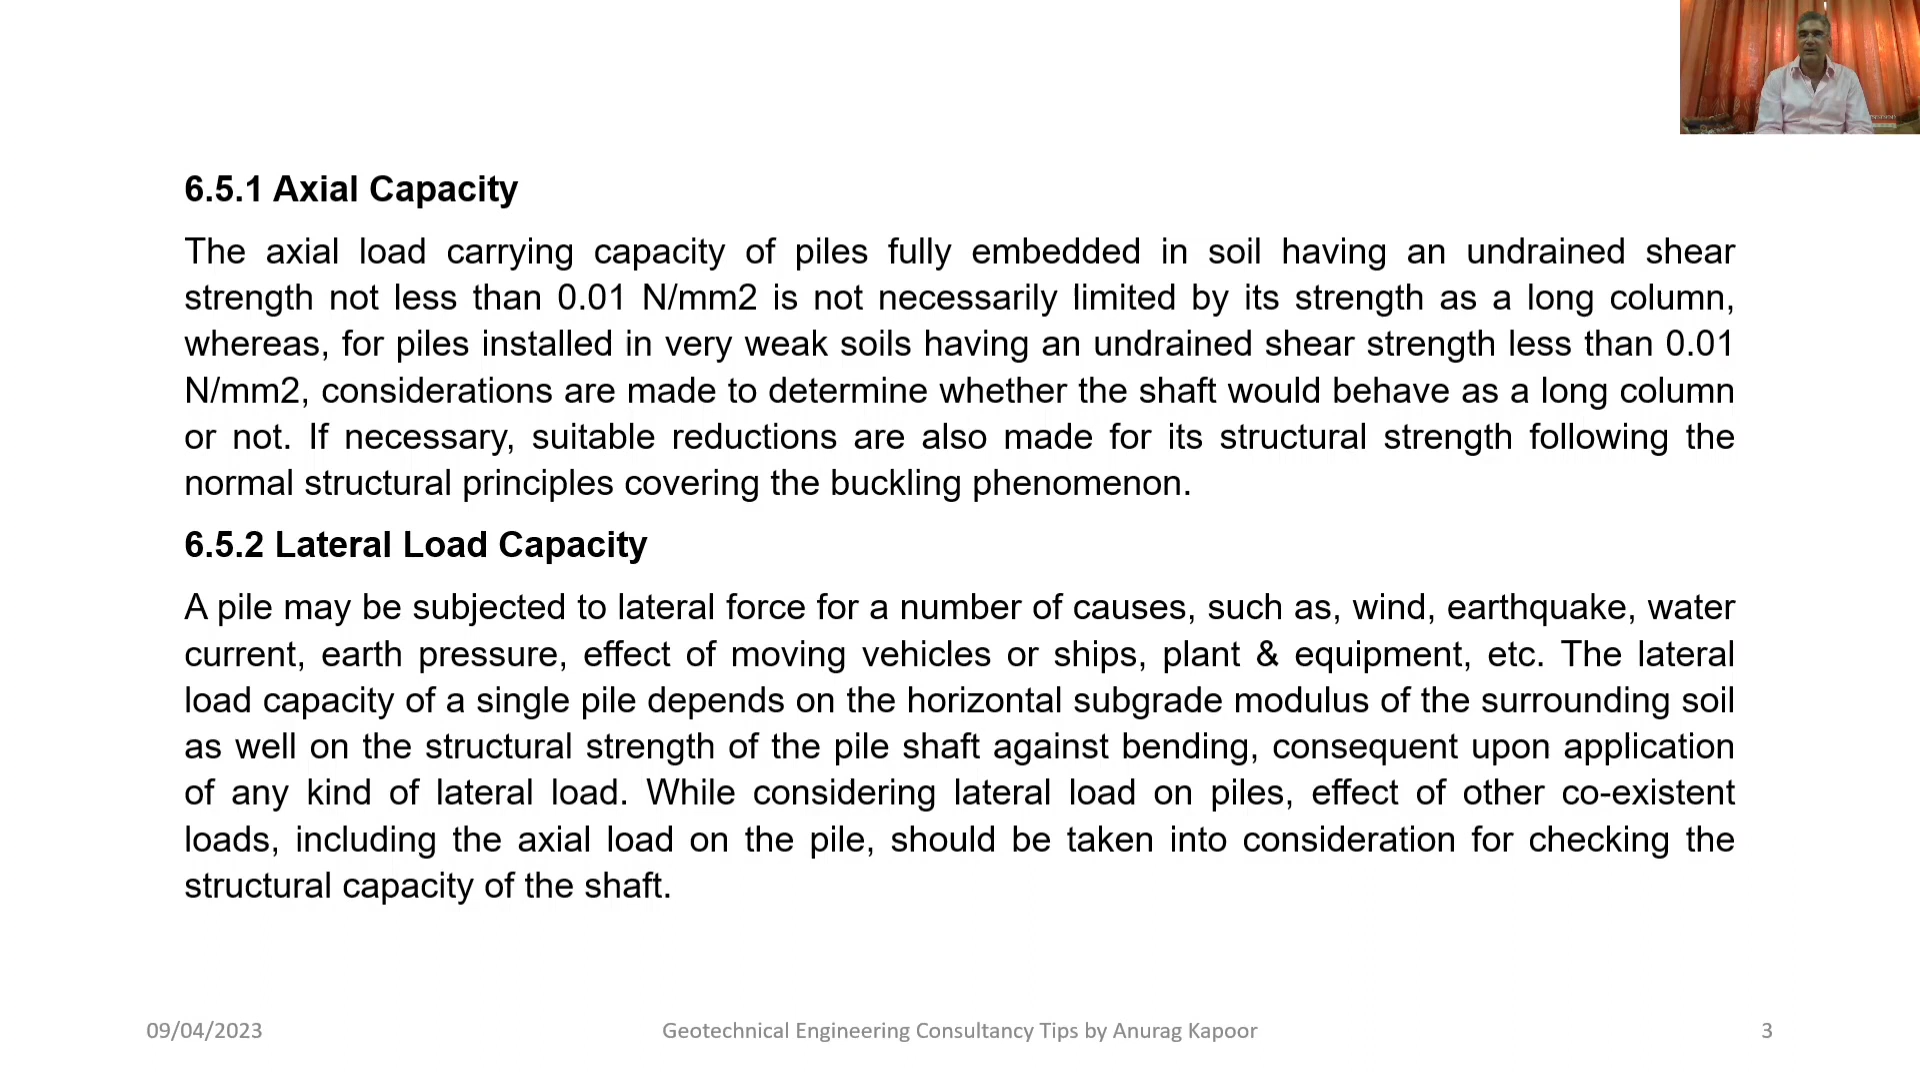 6.5.1 Axial Capacity
The axial load carrying capacity of piles fully embedded in soil having an undrained shear
strength not less than 0.01 N/mm2 is not necessarily limited by its strength as a long column,
whereas, for piles installed in very weak soils having an undrained shear strength less than 0.01
N/mm2, considerations are made to determine whether the shaft would behave as a long column
or not. If necessary, suitable reductions are also made for its structural strength following the
normal structural principles covering the buckling phenomenon.
6.5.2 Lateral Load Capacity
A pile may be subjected to lateral force for a number of causes, such as, wind, earthquake, water
current, earth pressure, effect of moving vehicles or ships, plant & equipment, etc. The lateral
load capacity of a single pile depends on the horizontal subgrade modulus of the surrounding soil
as well on the structural strength of the pile shaft against bending, consequent upon application
of any kind of lateral load. While considering lateral load on piles, effect of other co-existent
loads, including the axial load on the pile, should be taken into consideration for checking the
structural capacity of the shaft.
09/04/2023
Geotechnical Engineering Consultancy Tips by Anurag Kapoor
3